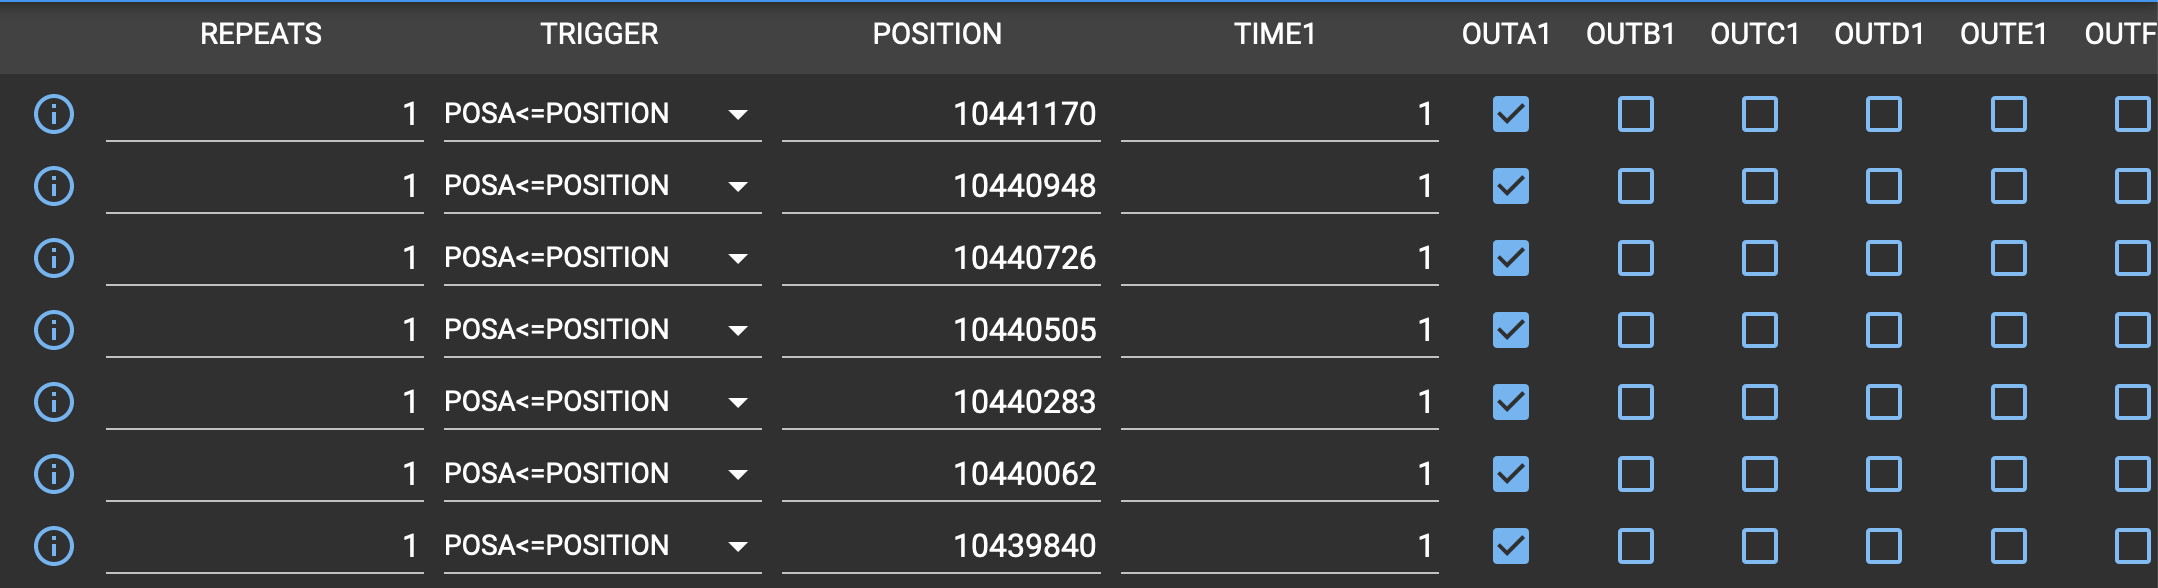 REPEATS TRIGGER POSITION TIME1 OUTA1 OUTB1 OUTC1 OUTD1 OUTE1 OUTF
1 POSA<=POSITION 10441170 1
1 POSA<=POSITION 10440948 1
1 POSA<=POSITION 10440726 1
1 POSA<=POSITION 10440505 1
1 POSA<=POSITION 10440283 1
1 POSA<=POSITION 10440062 1
1 POSA<=POSITION 10439840 1